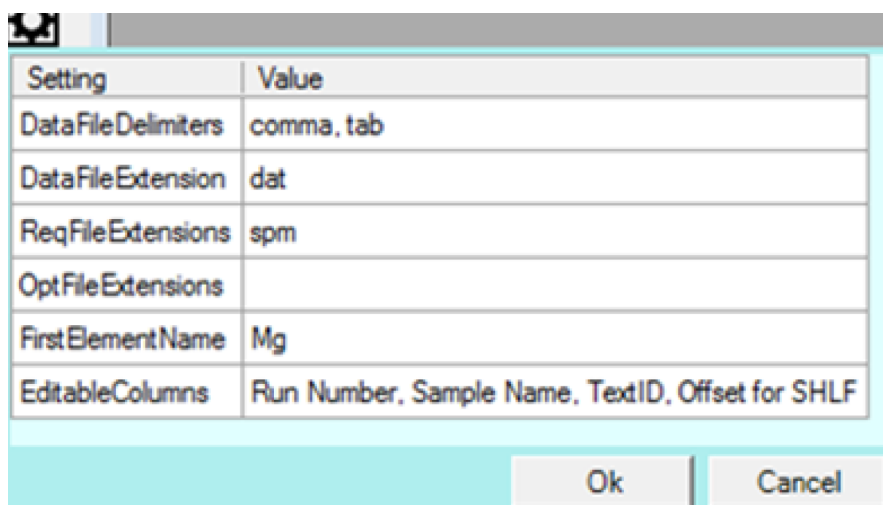 Setting Value
DataFileDelimiters comma, tab
DataFileExtension dat
ReqFileExtensions spm
OptFileExtensions
FirstElementName Mg
EditableColumns Run Number, Sample Name, TextID, Offset for SHLF
Ok Cancel